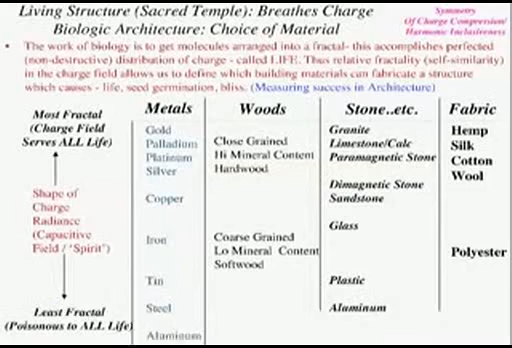 Living Structure (Sacred Temple): Breathes Charge
Biologic Architecture: Choice of Material
Symmetry
Of Charge Compression/
Harmonic Inclusiveness
• The work of biology is to get molecules arranged into a fractal- this accomplishes perfected
(non-destructive) distribution of charge - called LIFE. Thus relative fractality (self-similarity)
in the charge field allows us to define which building materials can fabricate a structure
which causes - life, seed germination, bliss. (Measuring success in Architecture)
Most Fractal
(Charge Field
Serves ALL Life)
Shape of
Charge
Radiance
(Capacitive
Field / 'Spirit')
Least Fractal
(Poisonous to ALL Life)
Metals
Gold
Palladium
Platinum
Silver
Copper
Iron
Tin
Steel
Aluminum
Woods
Close Grained
Hi Mineral Content
Hardwood
Coarse Grained
Lo Mineral Content
Softwood
Stone..etc.
Granite
Limestone/Calc
Paramagnetic Stone
Dimagnetic Stone
Sandstone
Glass
Plastic
Aluminum
Fabric
Hemp
Silk
Cotton
Wool
Polyester